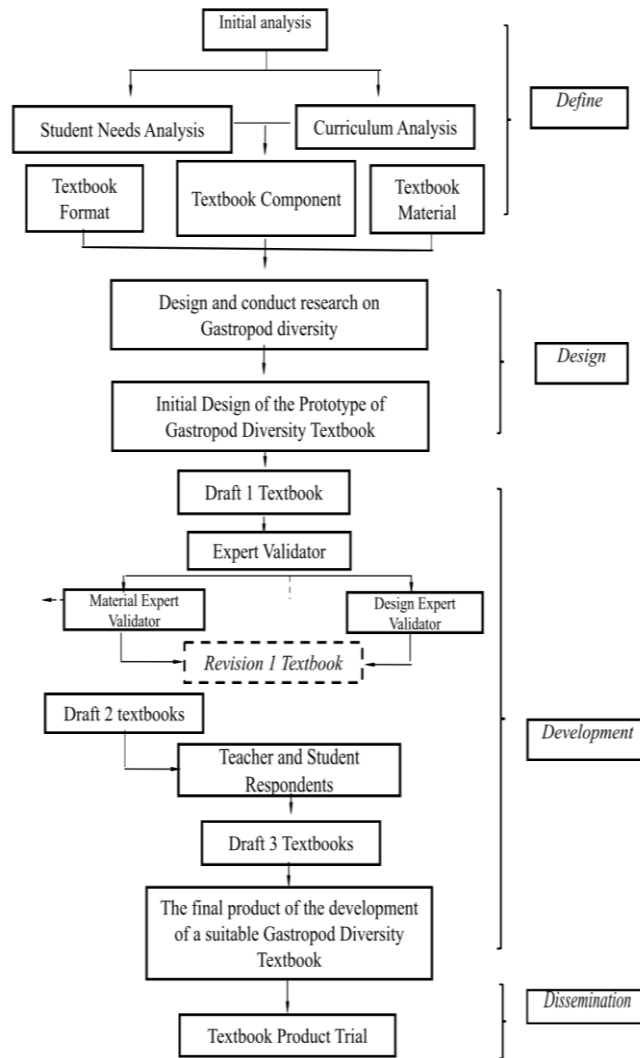 Initial analysis
Define
Student Needs Analysis
Curriculum Analysis
Textbook
Format
Textbook Component
Textbook
Material
Design and conduct research on
Gastropod diversity
Design
Initial Design of the Prototype of
Gastropod Diversity Textbook
Draft 1 Textbook
Expert Validator
Material Expert
Validator
Design Expert
Validator
Revision 1 Textbook
Draft 2 textbooks
Development
Teacher and Student
Respondents
Draft 3 Textbooks
The final product of the development
of a suitable Gastropod Diversity
Textbook
Dissemination
Textbook Product Trial